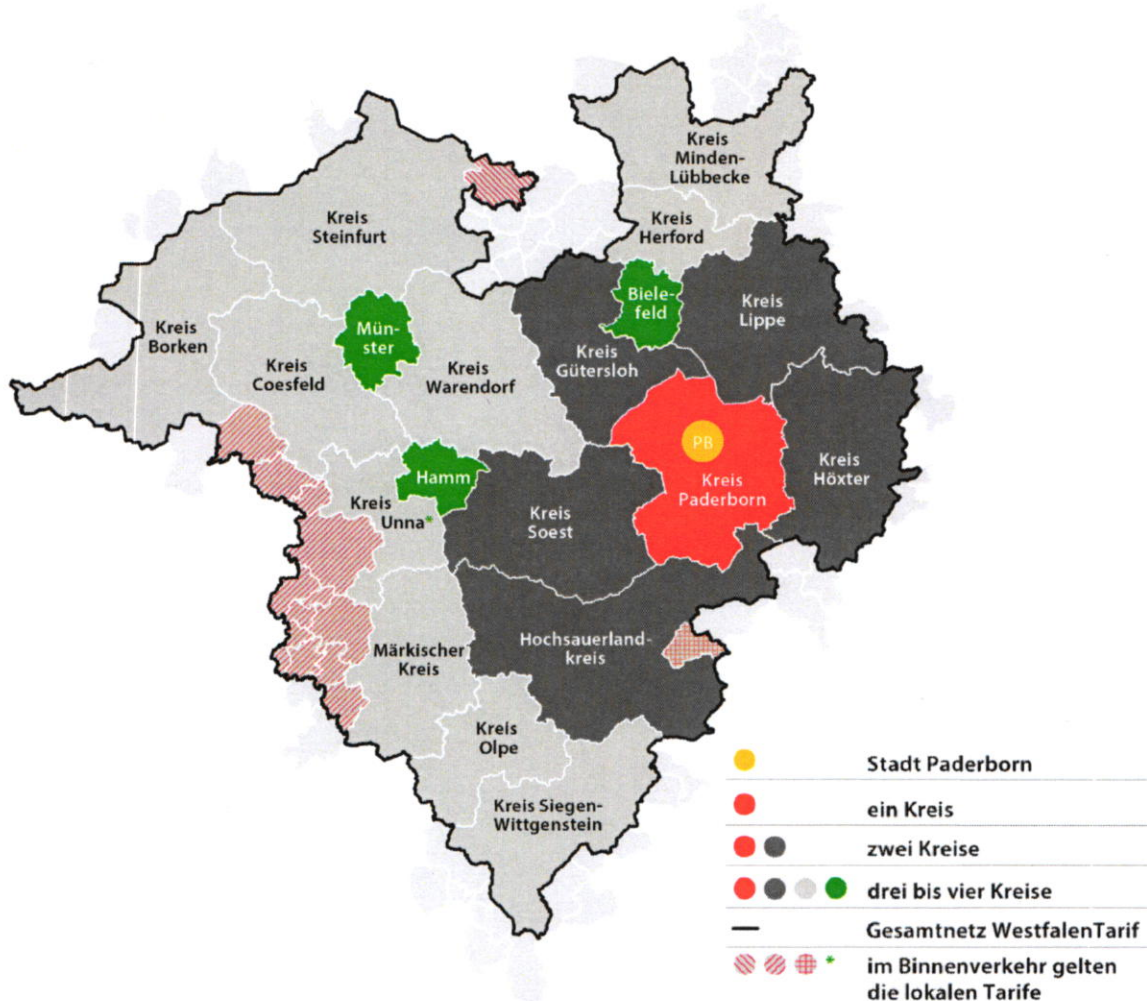 Kreis
Minden-
Lübbecke
Kreis
Herford
Kreis
Steinfurt
Biele-
feld
Kreis
Lippe
Kreis
Borken
Mün-
ster
Kreis
Gütersloh
Kreis
Coesfeld
Kreis
Warendorf
PB
Kreis
Paderborn
Kreis
Höxter
Hamm
Kreis
Unna*
Kreis
Soest
Märkischer
Kreis
Hochsauerland-
kreis
Kreis
Olpe
Kreis Siegen-
Wittgenstein
Stadt Paderborn
ein Kreis
zwei Kreise
drei bis vier Kreise
Gesamtnetz WestfalenTarif
* im Binnenverkehr gelten
die lokalen Tarife